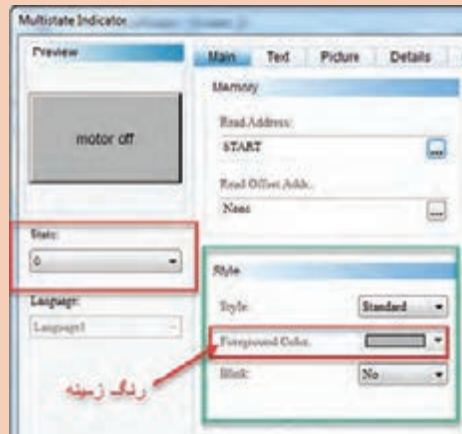 Multistate Indicator
Preview
Main Text Picture Details
Memory
motor off
Read Address:
START
...
Read Offset Addr.
None
...
State:
0
Style
Language:
Language1
Style: Standard
Foreground Color:
Blink: No
رنگ زمینه